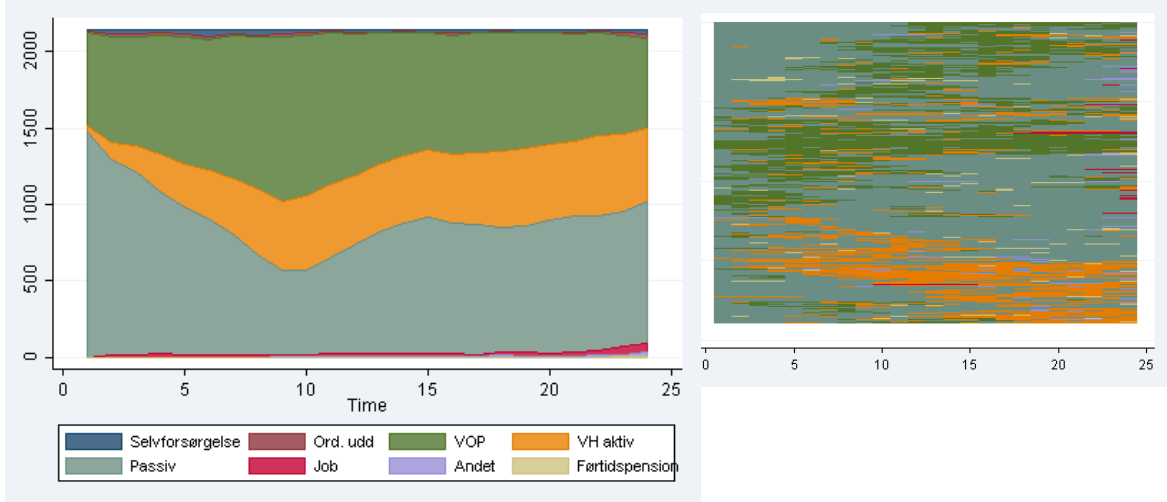 2000
1500
1000
500
0
0 5 10 15 20 25
Time
Selvforsørgelse Ord. udd VOP VH aktiv
Passiv Job Andet Førtidspension
0 5 10 15 20 25